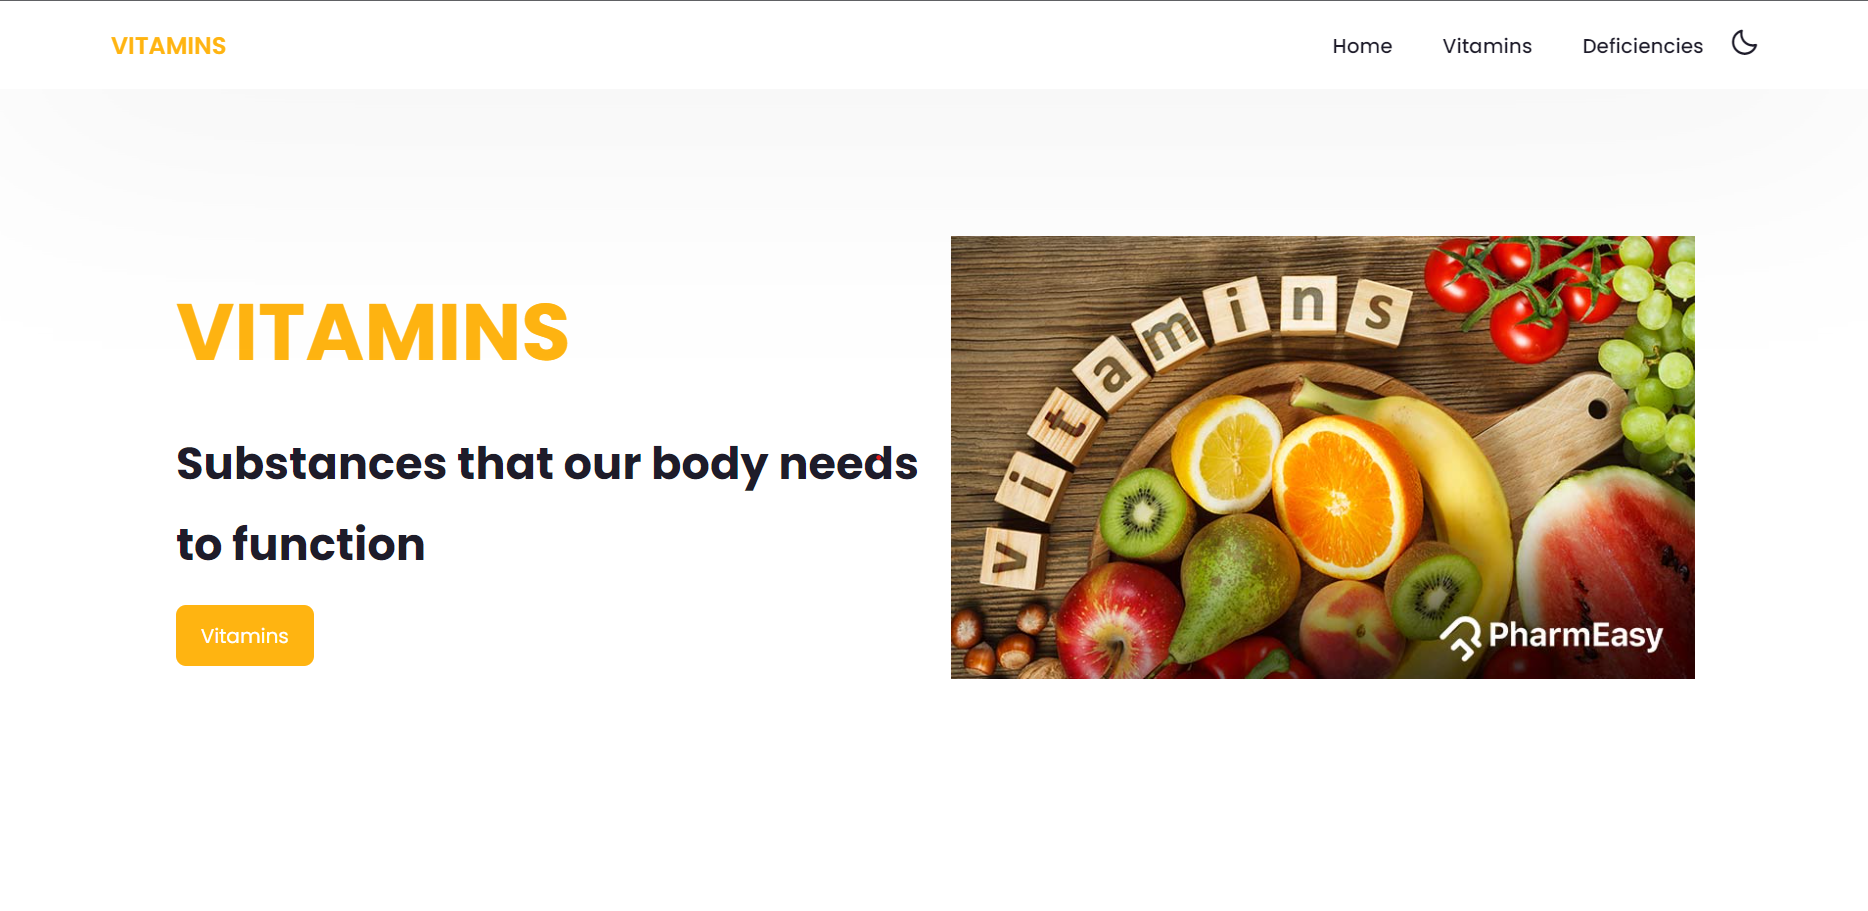 VITAMINS
Home Vitamins Deficiencies
VITAMINS
Substances that our body needs
to function
Vitamins
vitamins
PharmEasy